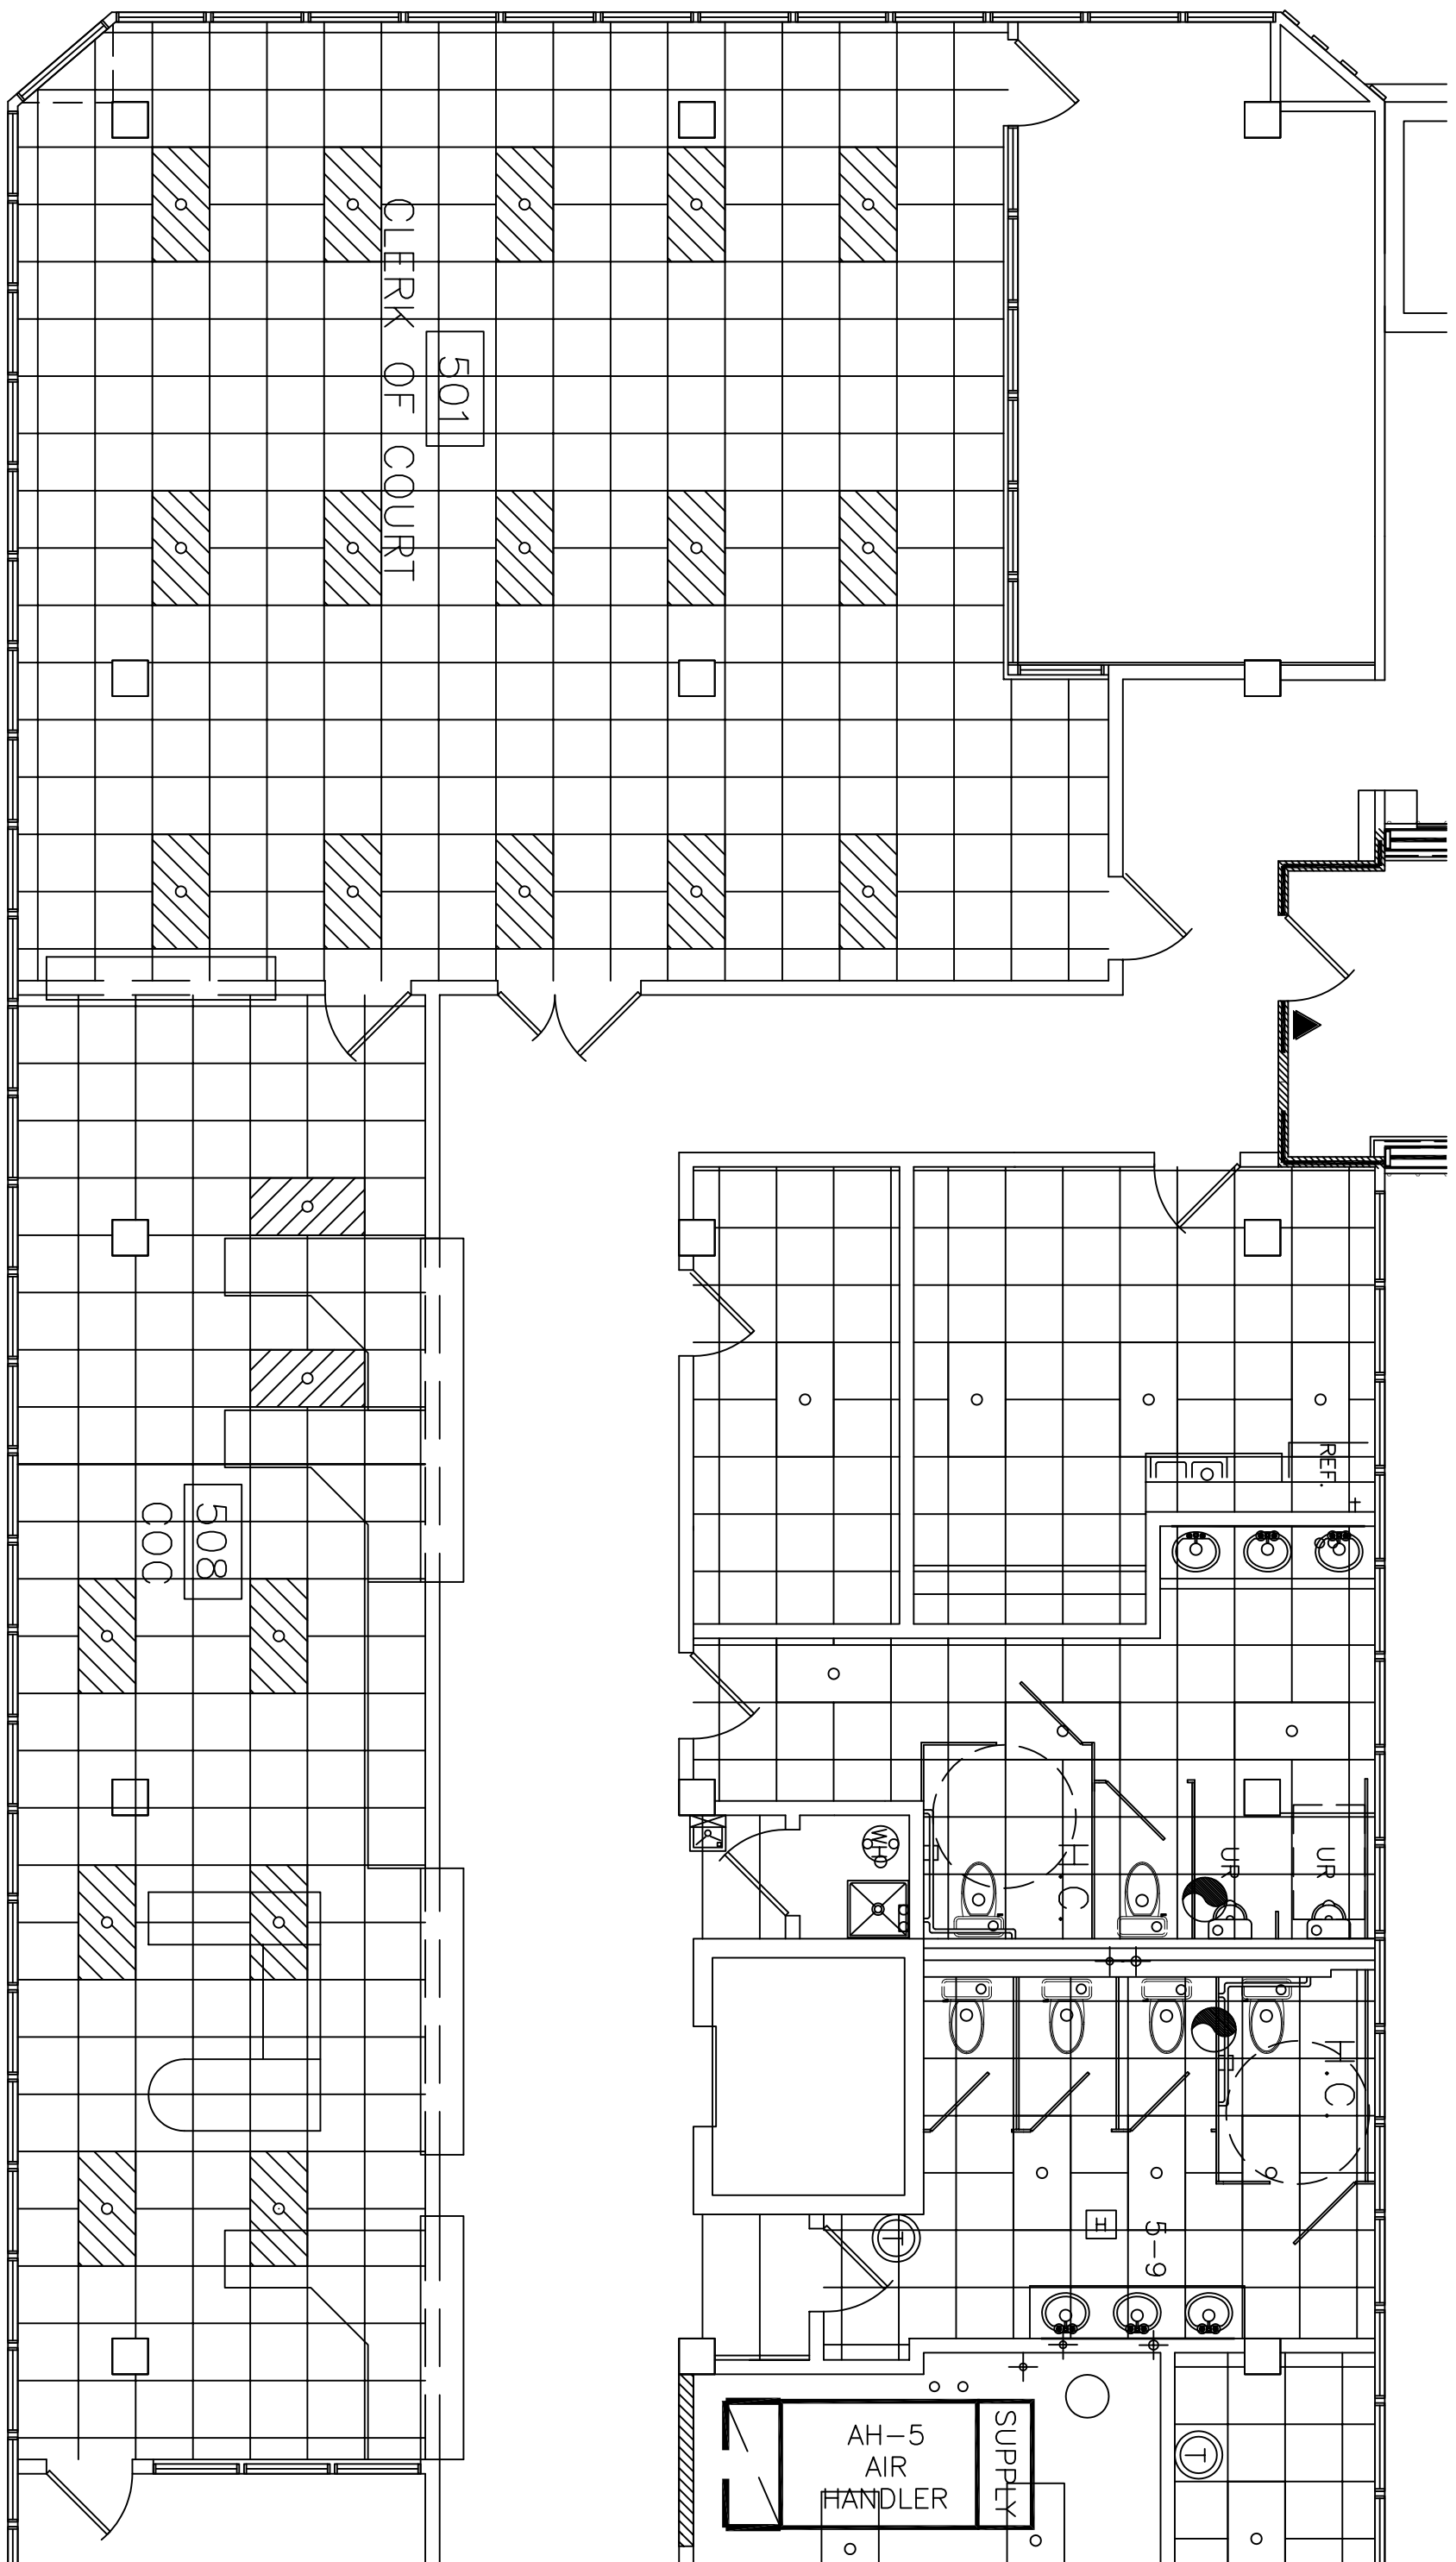 CLERK OF COURT
501
REF.
508
COC
WH
H.C.
UR
UR
H.C.
T
H
5-9
AH-5
AIR
HANDLER
SUPPLY
T